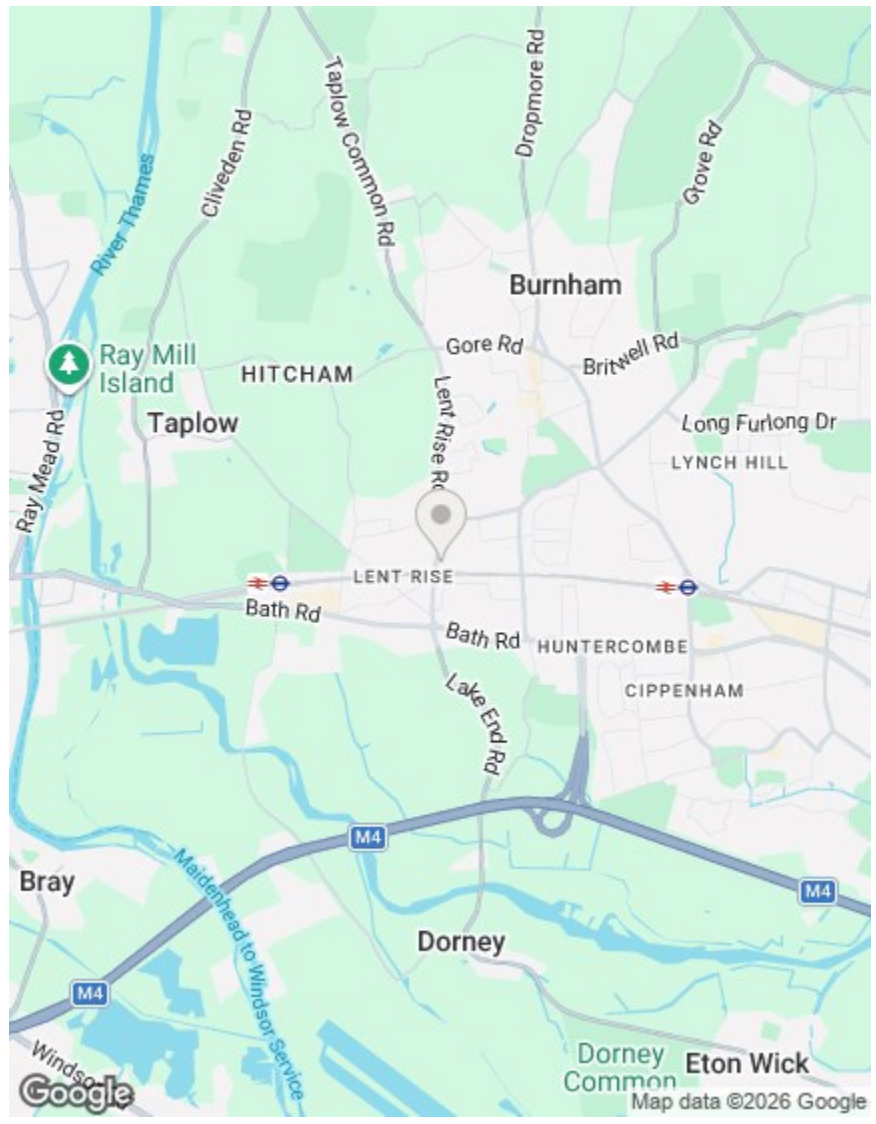 Taplow Common Rd
Dropmore Rd
Cliveden Rd
Grove Rd
River Thames
Burnham
Gore Rd
Britwell Rd
Ray Mill
Island
HITCHAM
Lent Rise Rd
Taplow
Long Furlong Dr
LYNCH HILL
Ray Mead Rd
LENT RISE
Bath Rd
Bath Rd
HUNTERCOMBE
CIPPENHAM
Lake End Rd
M4
Bray
Maidenhead to Windsor Service
M4
Dorney
M4
Dorney
Common
Eton Wick
Google
Map data ©2026 Google